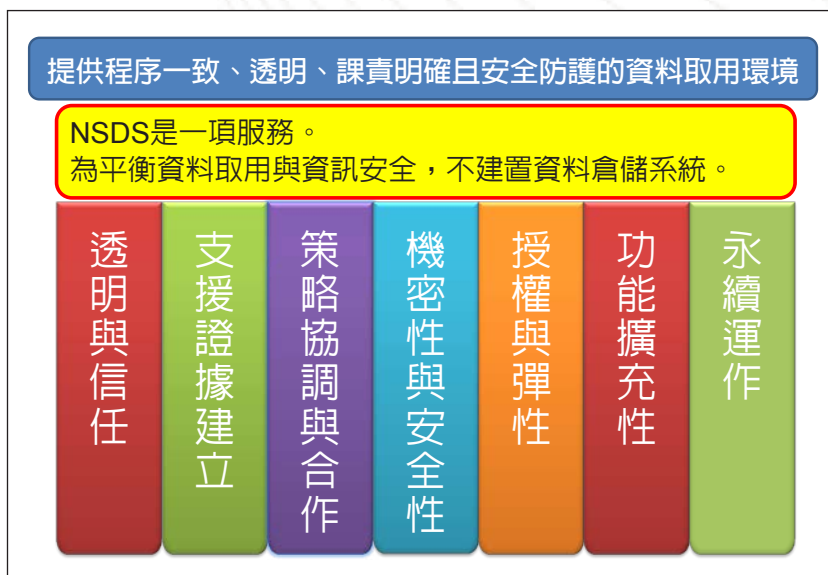 提供程序一致、透明、課責明確且安全防護的資料取用環境
NSDS是一項服務。
為平衡資料取用與資訊安全，不建置資料倉儲系統。
透明與信任
支援證據建立
策略協調與合作
機密性與安全性
授權與彈性
功能擴充性
永續運作